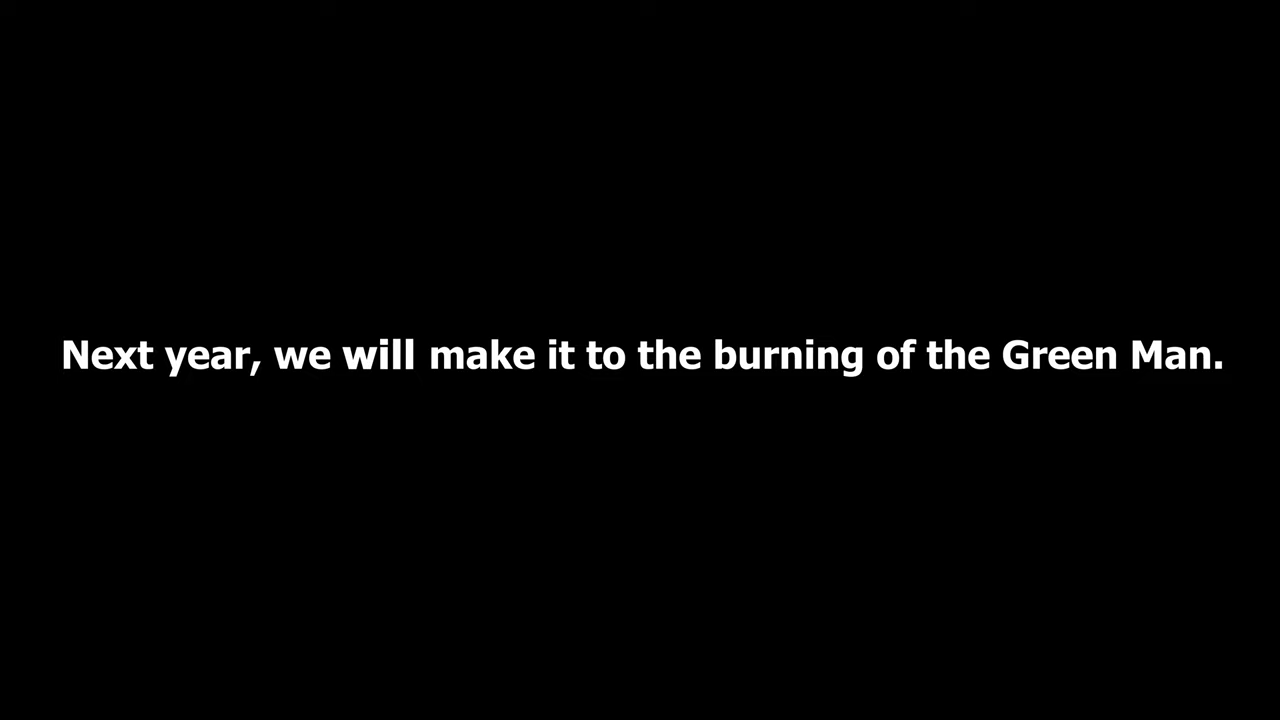 Next year, we will make it to the burning of the Green Man.